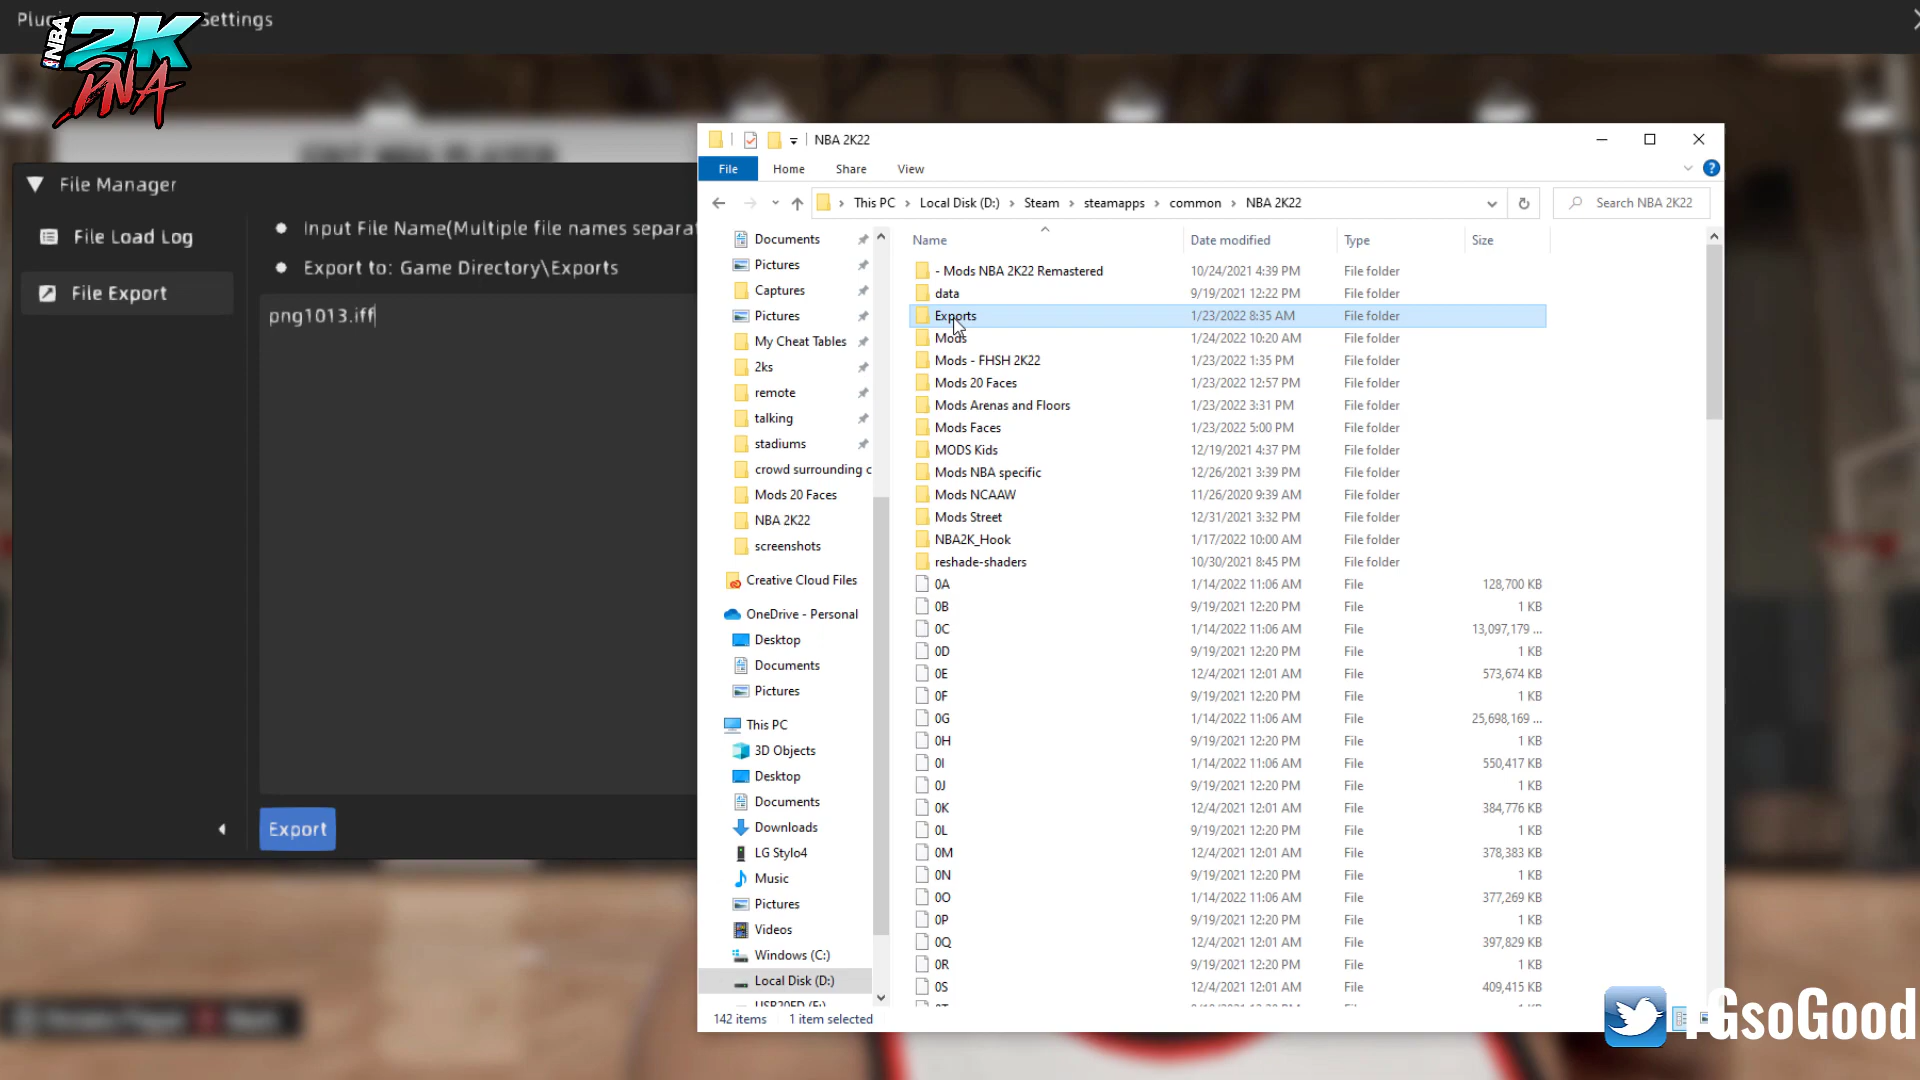 Settings
NBA 2K DNA
File Manager
File Load Log
File Export
Input File Name(Multiple file names separat
Export to: Game Directory\Exports
png1013.iff
Export
NBA 2K22
File Home Share View
This PC Local Disk (D:) Steam steamapps common NBA 2K22
Search NBA 2K22
Documents
Pictures
Captures
Pictures
My Cheat Tables
2ks
remote
talking
stadiums
crowd surrounding c
Mods 20 Faces
NBA 2K22
screenshots
Creative Cloud Files
OneDrive - Personal
Desktop
Documents
Pictures
This PC
3D Objects
Desktop
Documents
Downloads
LG Stylo4
Music
Pictures
Videos
Windows (C:)
Local Disk (D:)
Name Date modified Type Size
- Mods NBA 2K22 Remastered 10/24/2021 4:39 PM File folder
data 9/19/2021 12:22 PM File folder
Exports 1/23/2022 8:35 AM File folder
Mods 1/24/2022 10:20 AM File folder
Mods - FHSH 2K22 1/23/2022 1:35 PM File folder
Mods 20 Faces 1/23/2022 12:57 PM File folder
Mods Arenas and Floors 1/23/2022 3:31 PM File folder
Mods Faces 1/23/2022 5:00 PM File folder
MODS Kids 12/19/2021 4:37 PM File folder
Mods NBA specific 12/26/2021 3:39 PM File folder
Mods NCAAW 11/26/2020 9:39 AM File folder
Mods Street 12/31/2021 3:32 PM File folder
NBA2K_Hook 1/17/2022 10:00 AM File folder
reshade-shaders 10/30/2021 8:45 PM File folder
0A 1/14/2022 11:06 AM File 128,700 KB
0B 9/19/2021 12:20 PM File 1 KB
0C 1/14/2022 11:06 AM File 13,097,179 ...
0D 9/19/2021 12:20 PM File 1 KB
0E 12/4/2021 12:01 AM File 573,674 KB
0F 9/19/2021 12:20 PM File 1 KB
0G 1/14/2022 11:06 AM File 25,698,169 ...
0H 9/19/2021 12:20 PM File 1 KB
0I 1/14/2022 11:06 AM File 550,417 KB
0J 9/19/2021 12:20 PM File 1 KB
0K 12/4/2021 12:01 AM File 384,776 KB
0L 9/19/2021 12:20 PM File 1 KB
0M 12/4/2021 12:01 AM File 378,383 KB
0N 9/19/2021 12:20 PM File 1 KB
0O 1/14/2022 11:06 AM File 377,269 KB
0P 9/19/2021 12:20 PM File 1 KB
0Q 12/4/2021 12:01 AM File 397,829 KB
0R 9/19/2021 12:20 PM File 1 KB
0S 12/4/2021 12:01 AM File 409,415 KB
142 items 1 item selected
GsoGood